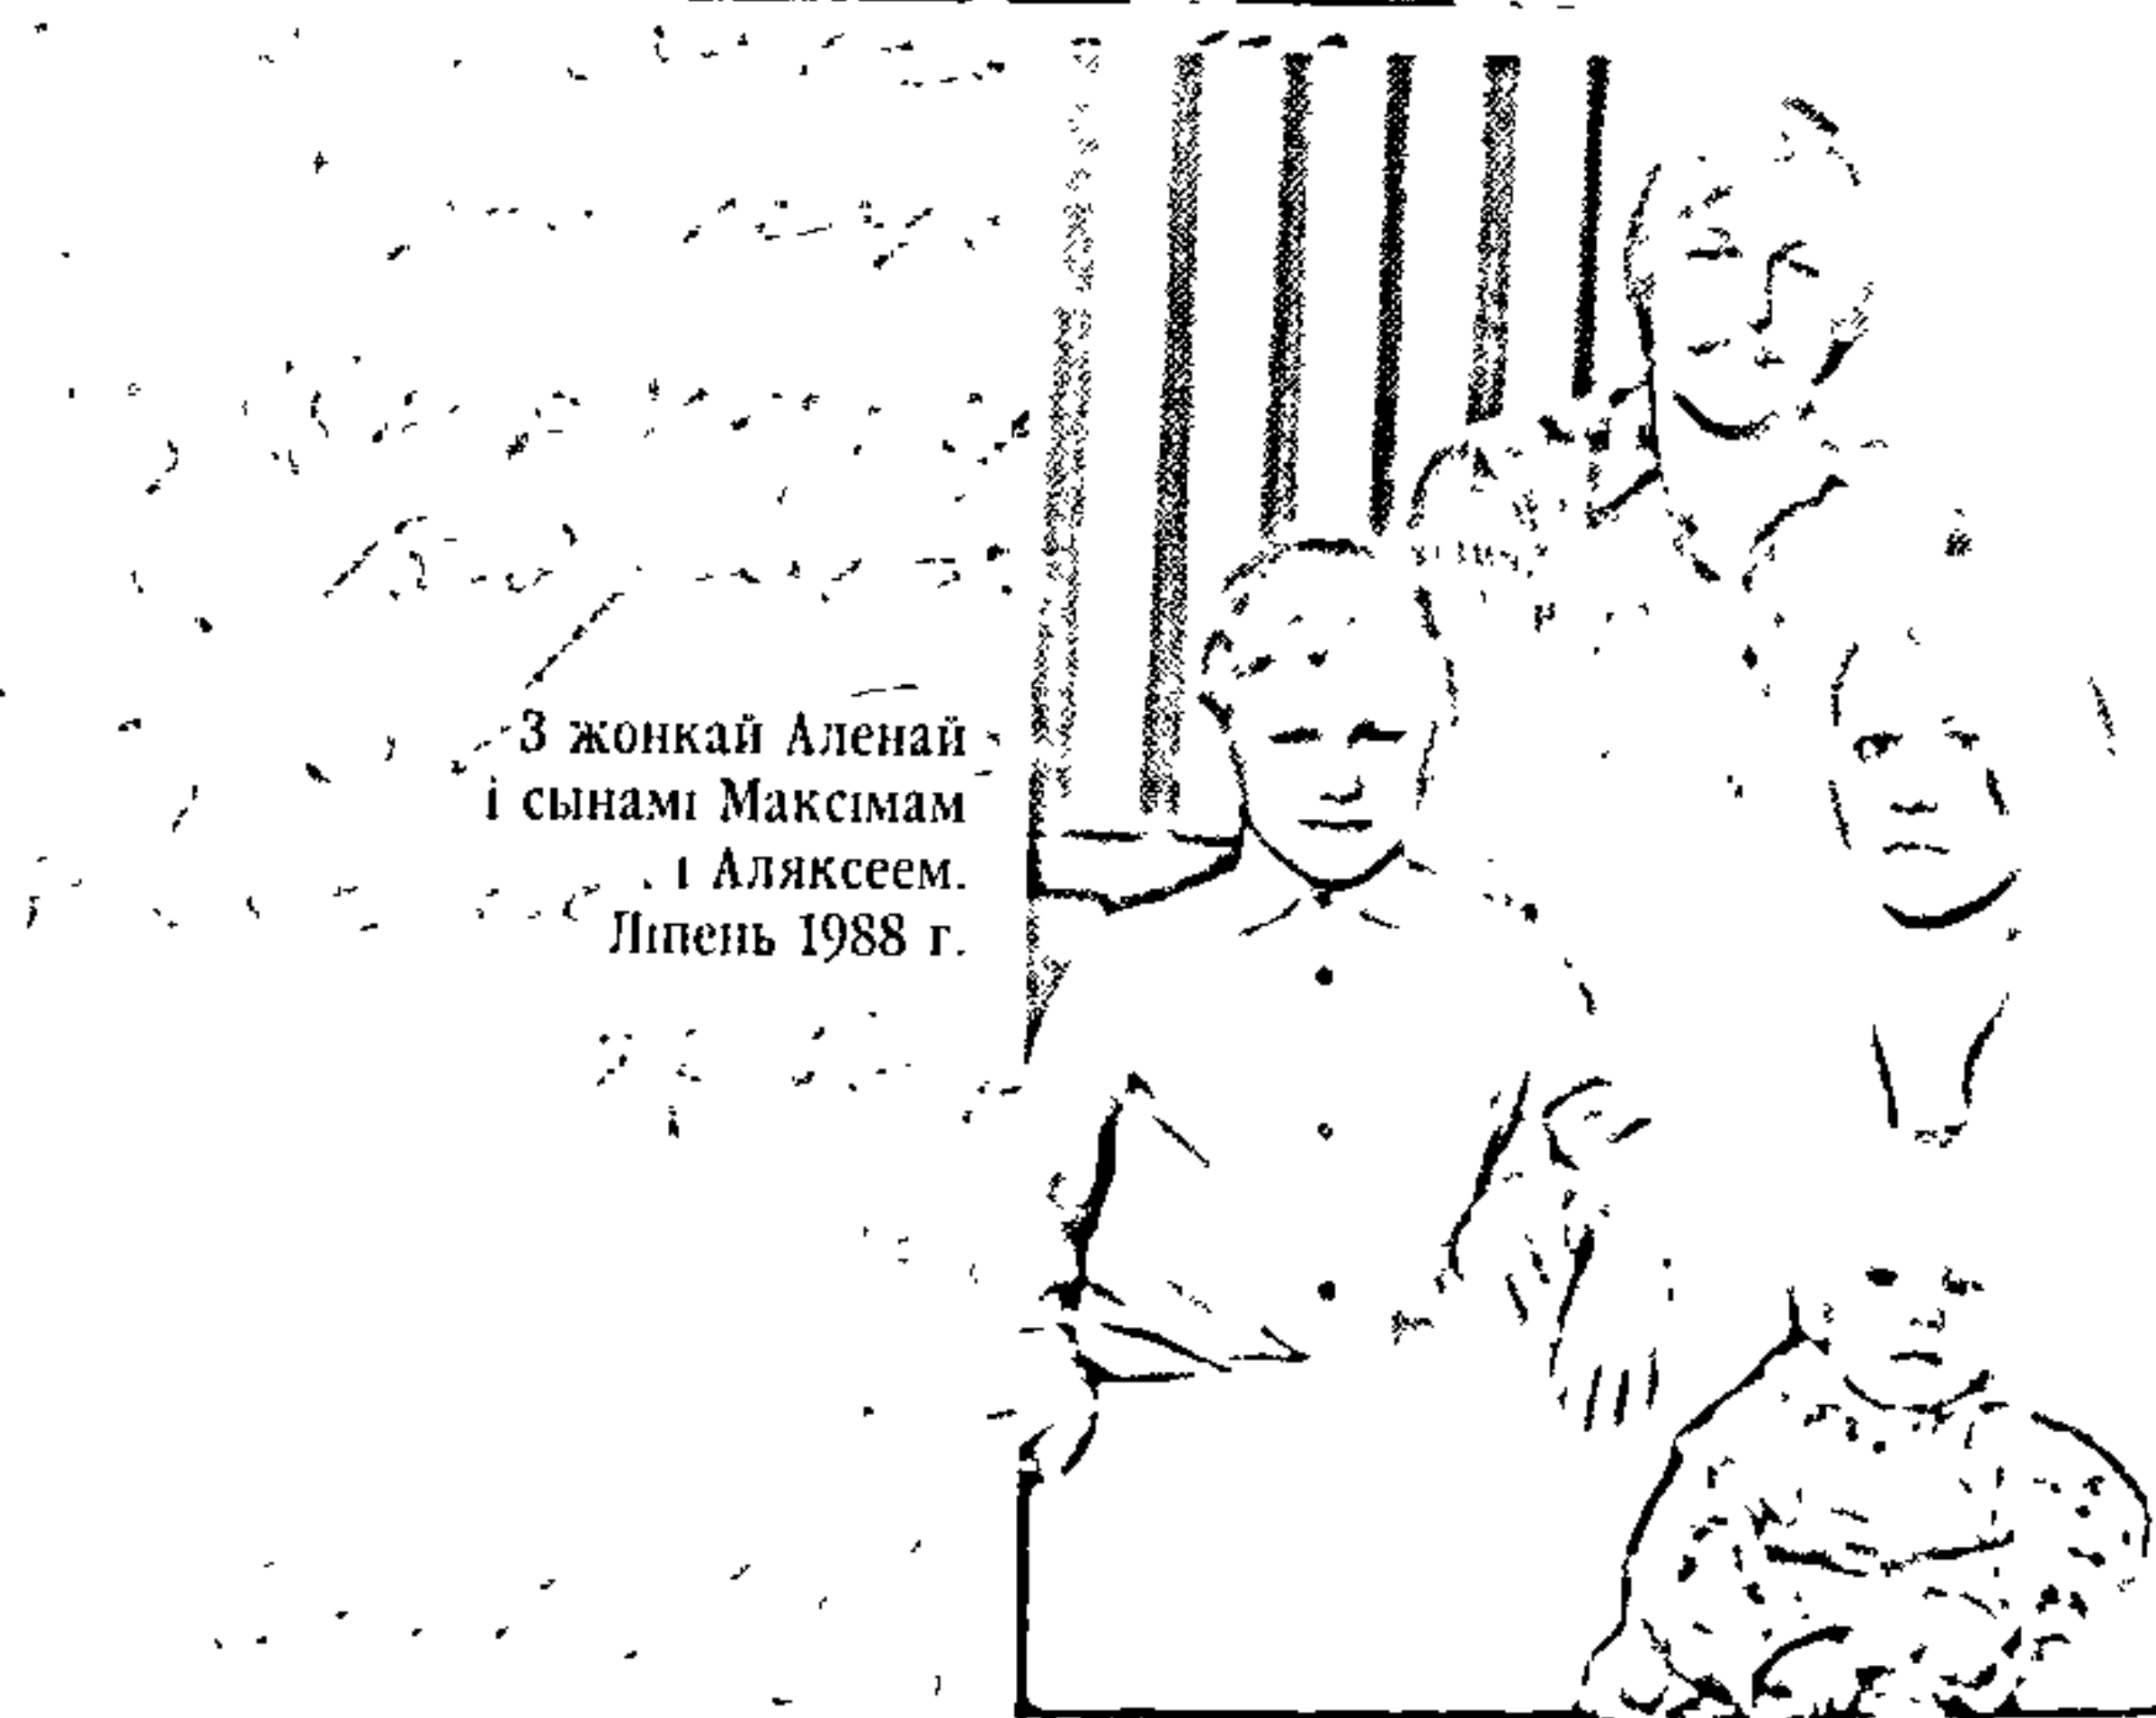 З жонкай Аленай
і сынамі Максімам
і Аляксеем.
Ліпень 1988 г.